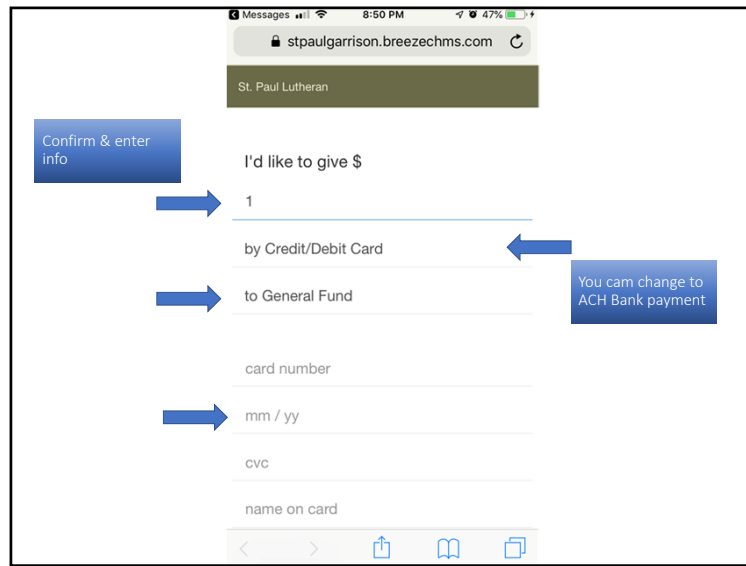 Messages 8:50 PM 47%
stpaulgarrison.breezechms.com
St. Paul Lutheran
Confirm & enter
info
I'd like to give $
1
by Credit/Debit Card
You cam change to
ACH Bank payment
to General Fund
card number
mm / yy
cvc
name on card